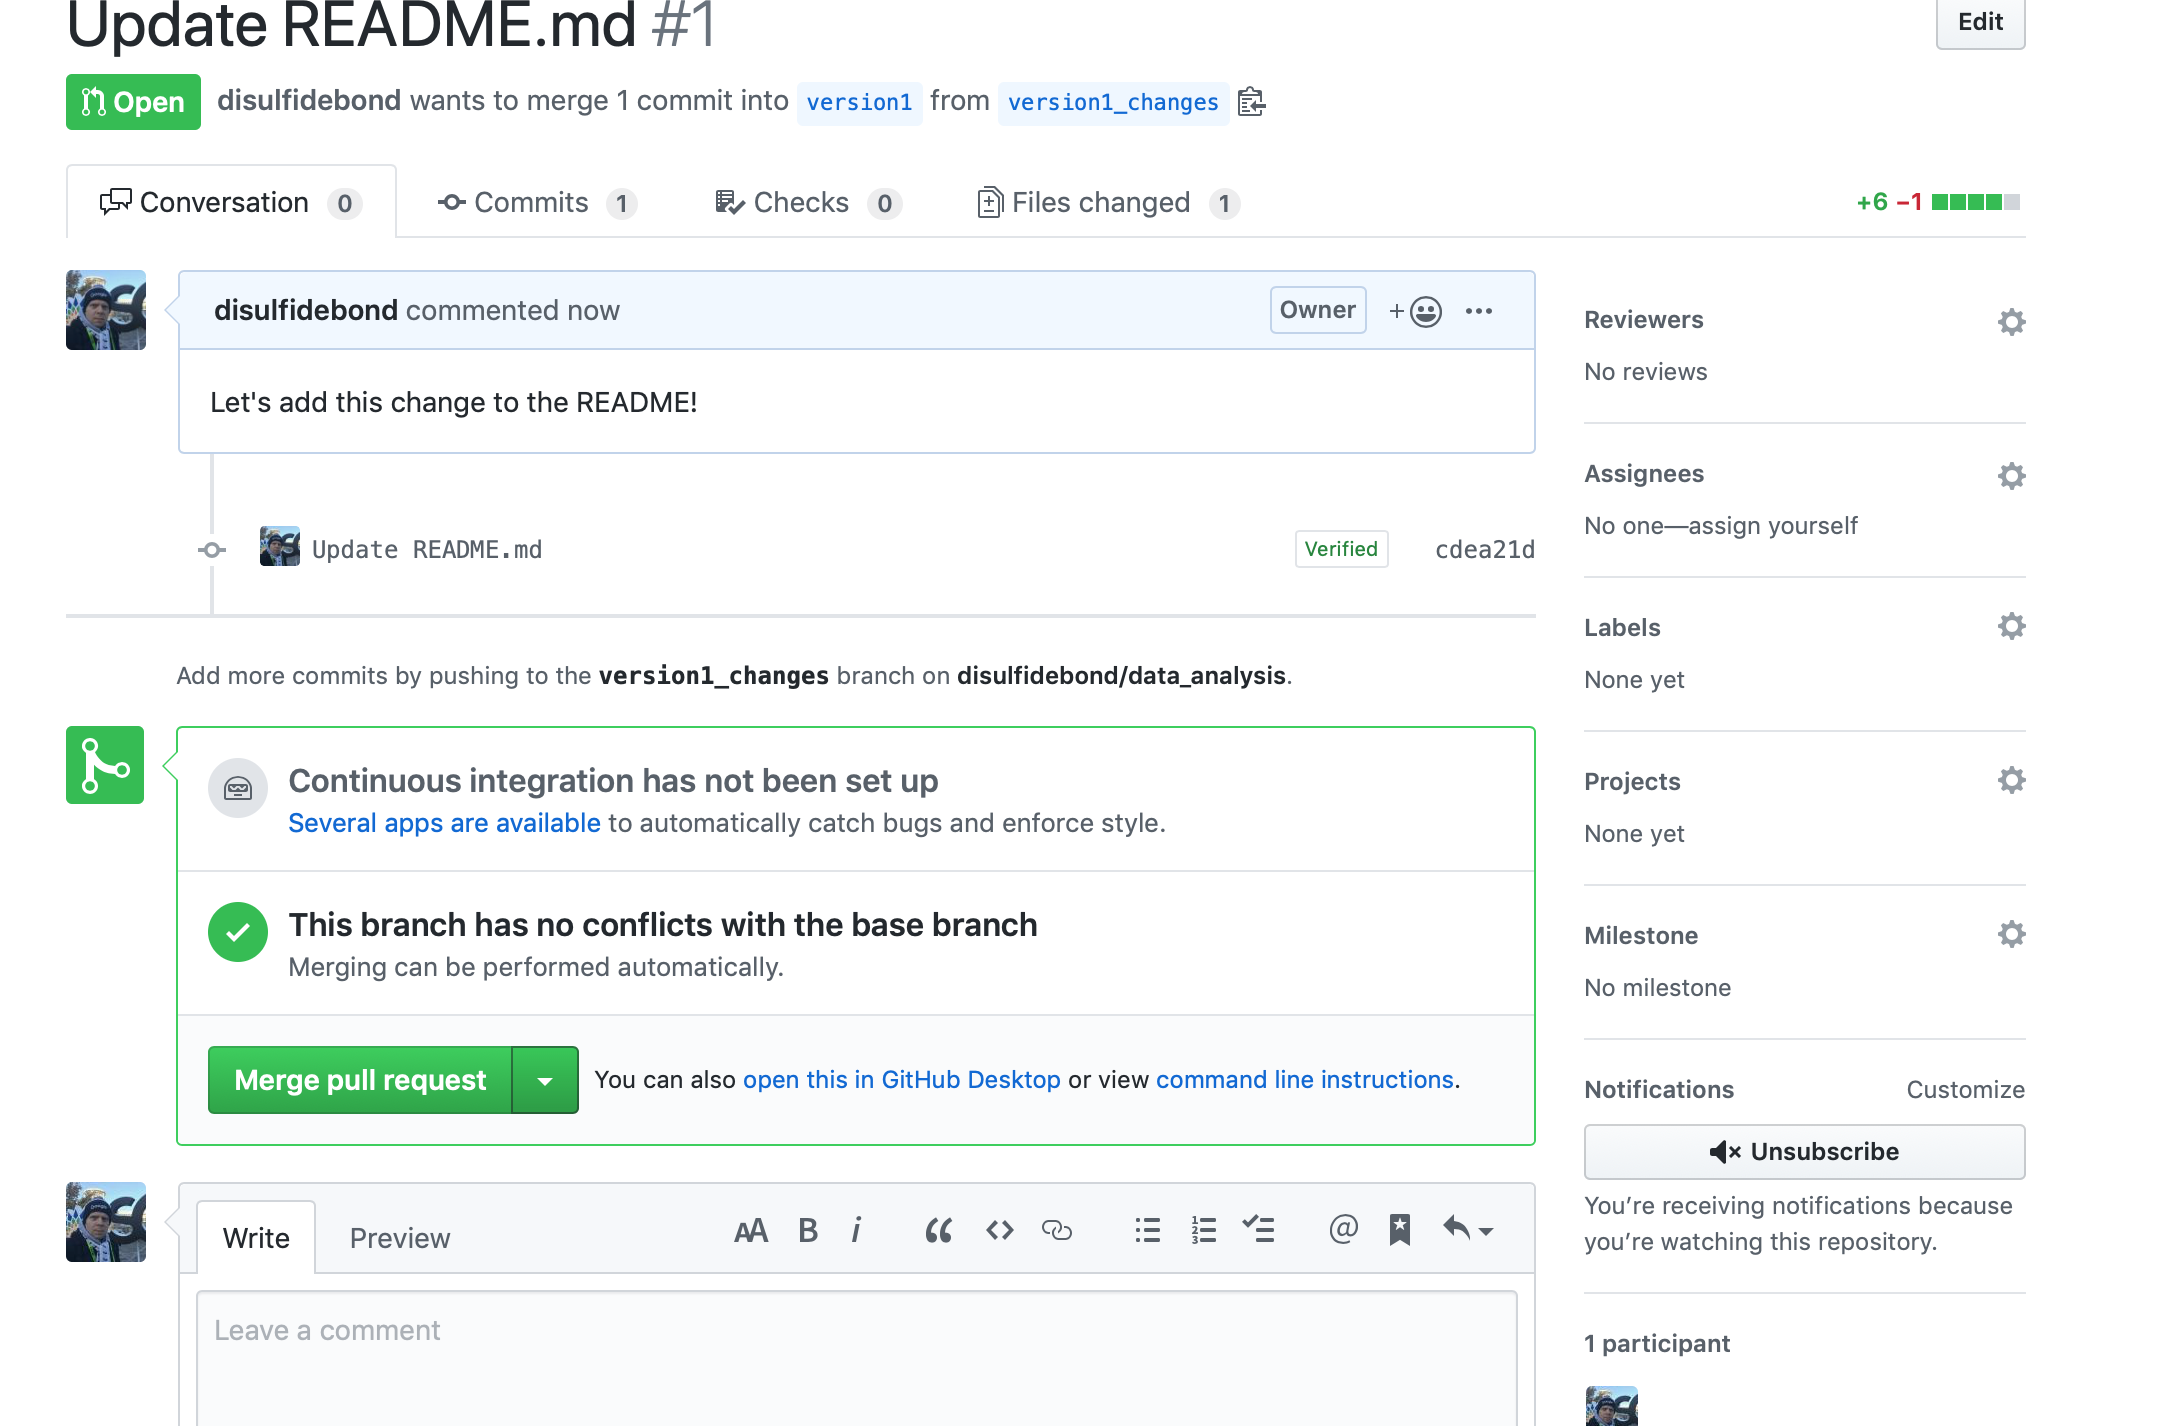 Update README.md #1
Edit
Open
disulfidebond wants to merge 1 commit into version1 from version1_changes
Conversation 0
Commits 1
Checks 0
Files changed 1
+6 −1
disulfidebond commented now
Owner
Let's add this change to the README!
Update README.md
Verified
cdea21d
Add more commits by pushing to the version1_changes branch on disulfidebond/data_analysis.
Continuous integration has not been set up
Several apps are available to automatically catch bugs and enforce style.
This branch has no conflicts with the base branch
Merging can be performed automatically.
Merge pull request
You can also open this in GitHub Desktop or view command line instructions.
Write
Preview
Leave a comment
Reviewers
No reviews
Assignees
No one—assign yourself
Labels
None yet
Projects
None yet
Milestone
No milestone
Notifications
Customize
Unsubscribe
You’re receiving notifications because
you’re watching this repository.
1 participant